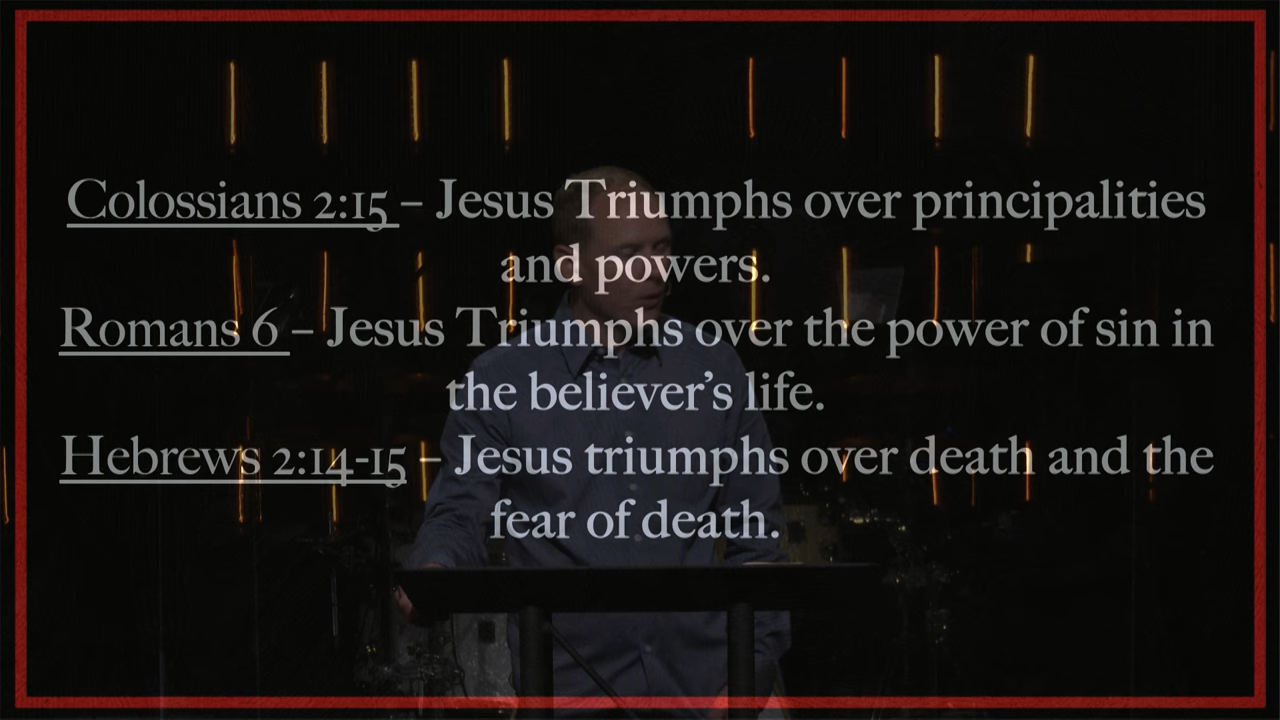 Colossians 2:15 – Jesus Triumphs over principalities
and powers.
Romans 6 – Jesus Triumphs over the power of sin in
the believer’s life.
Hebrews 2:14-15 – Jesus triumphs over death and the
fear of death.